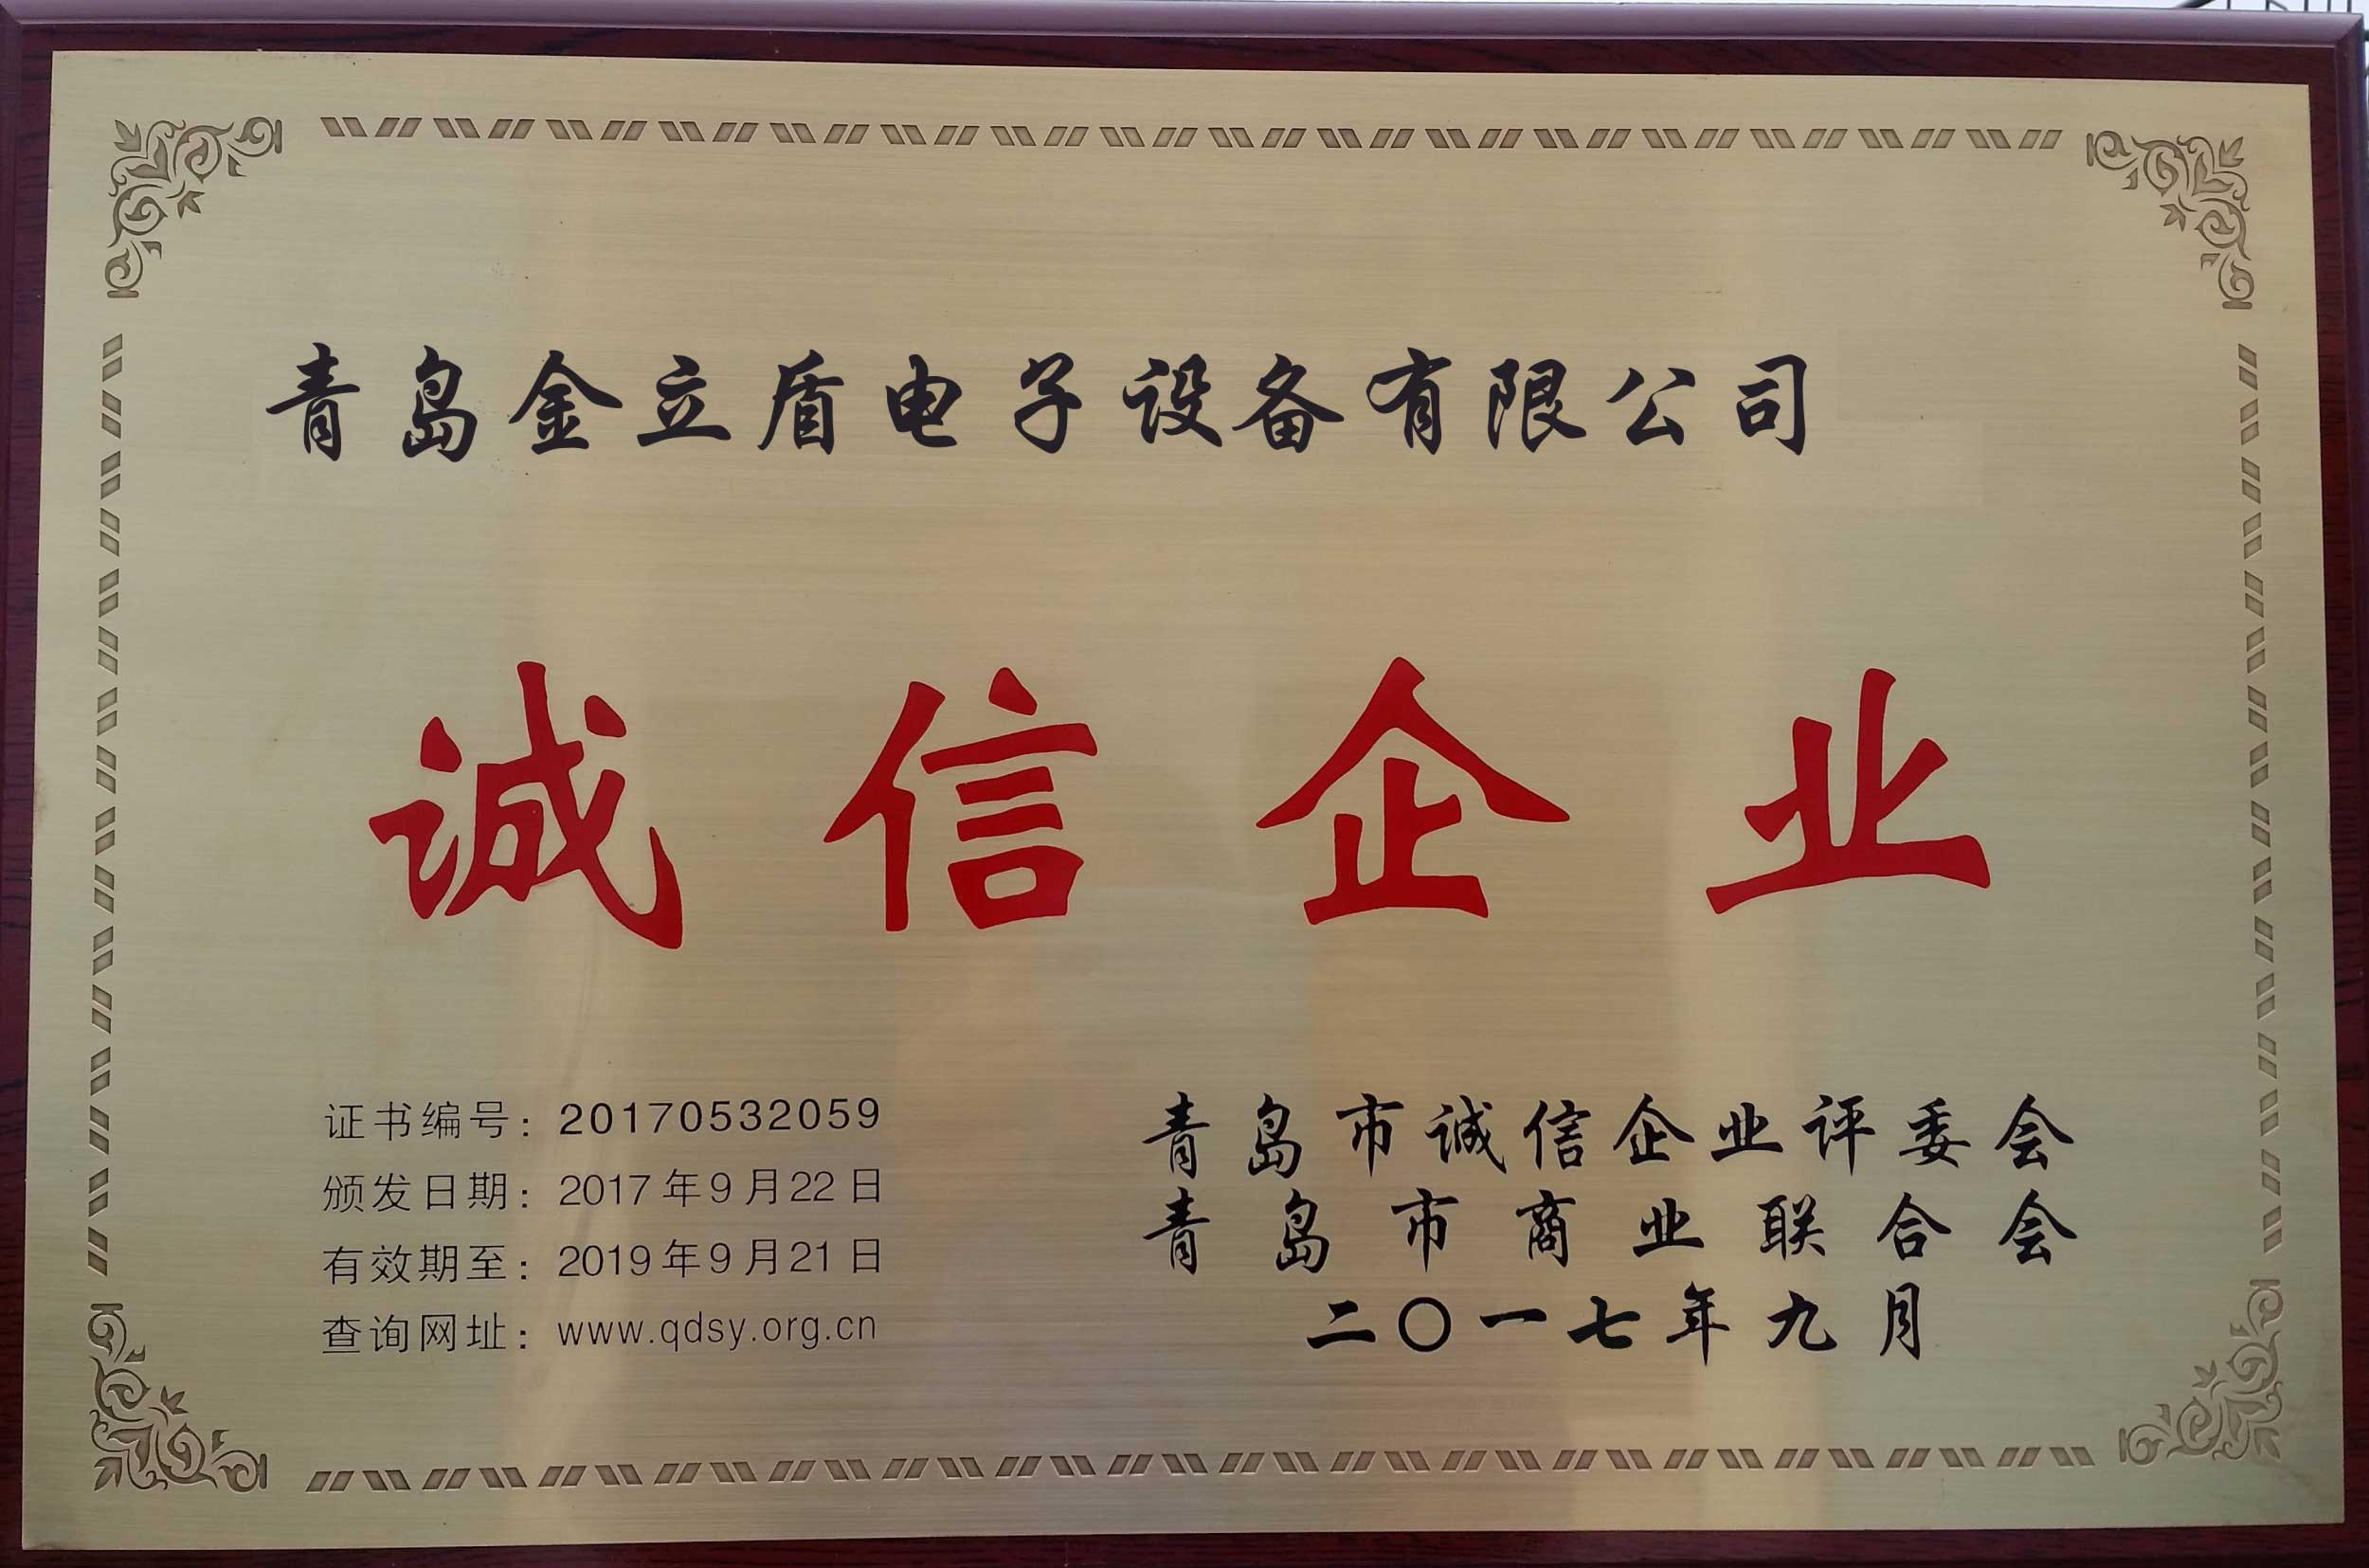 青岛金立盾电子设备有限公司
诚信企业
证书编号：20170532059
颁发日期：2017年9月22日
有效期至：2019年9月21日
查询网址：www.qdsy.org.cn
青岛市诚信企业评委会
青岛市商业联合会
二〇一七年九月